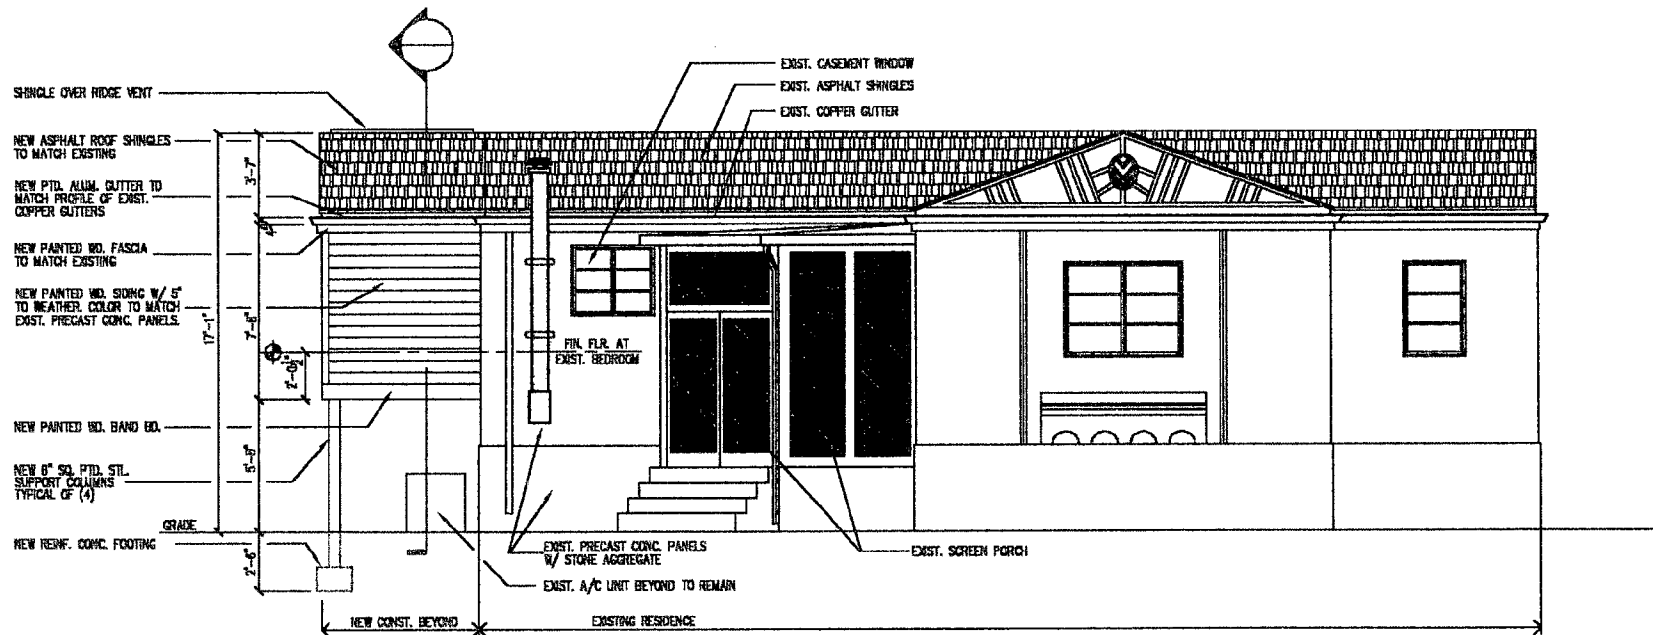 SHINGLE OVER RIDGE VENT
NEW ASPHALT ROOF SHINGLES
TO MATCH EXISTING
NEW PTD. ALUM. GUTTER TO
MATCH PROFILE OF EXIST.
COPPER GUTTERS
NEW PAINTED WD. FASCIA
TO MATCH EXISTING
NEW PAINTED WD. SIDING W/ 5"
TO WEATHER. COLOR TO MATCH
EXIST. PRECAST CONC. PANELS.
NEW PAINTED WD. BAND BD.
NEW 6" SQ. PTD. STL.
SUPPORT COLUMNS
TYPICAL OF (4)
GRADE
NEW REINF. CONC. FOOTING
17'-1"
3'-7"
2'-0½"
2'-6"
EXIST. CASEMENT WINDOW
EXIST. ASPHALT SHINGLES
EXIST. COPPER GUTTER
FIN. FLR. AT
EXIST. BEDROOM
EXIST. PRECAST CONC. PANELS
W/ STONE AGGREGATE
EXIST. A/C UNIT BEYOND TO REMAIN
EXIST. SCREEN PORCH
NEW CONST. BEYOND
EXISTING RESIDENCE